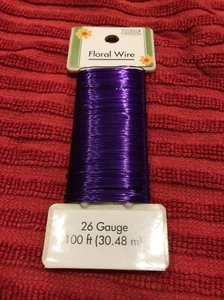 Floral Wire
26 Gauge
100 ft (30.48 m)